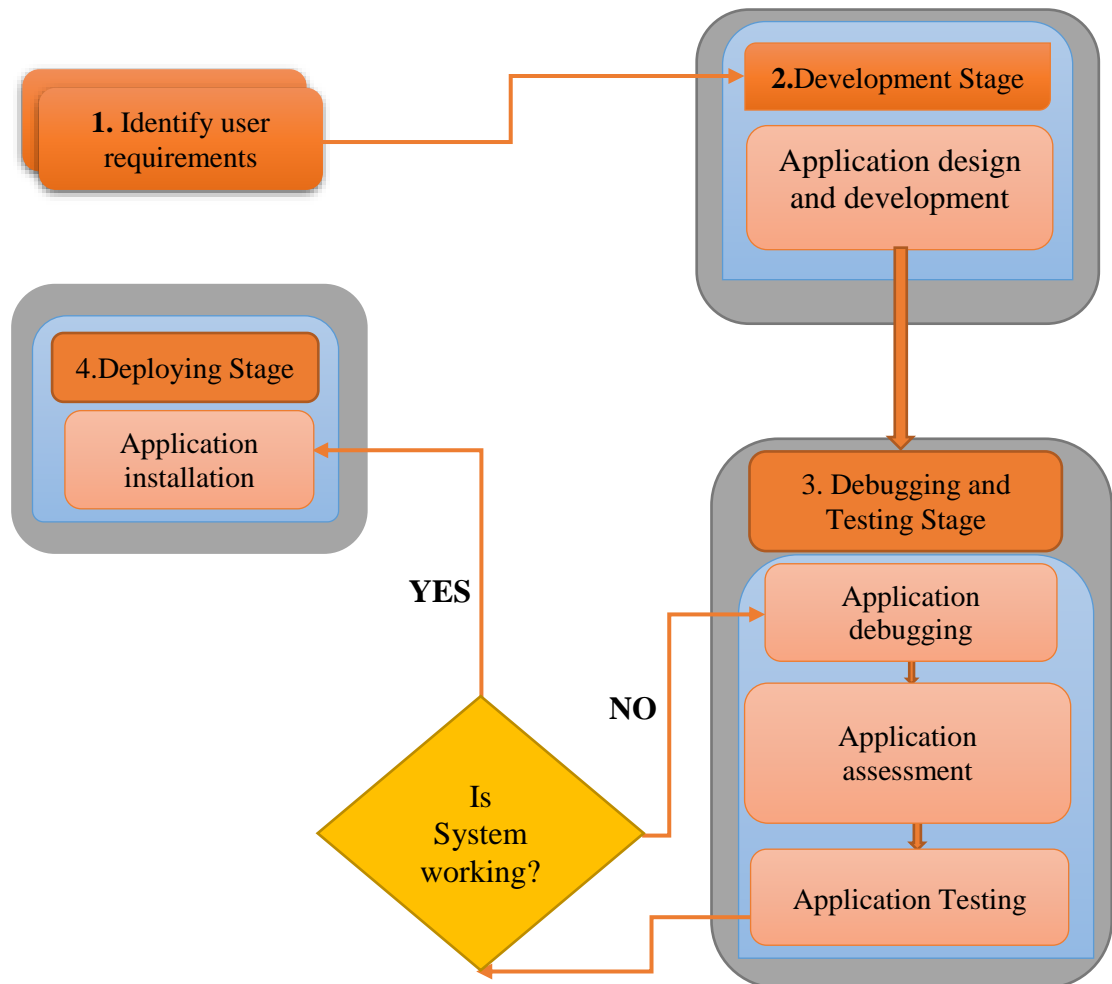 1. Identify user
requirements
2.Development Stage
Application design
and development
3. Debugging and
Testing Stage
Application
debugging
Application
assessment
Application Testing
Is
System
working?
NO
YES
4.Deploying Stage
Application
installation